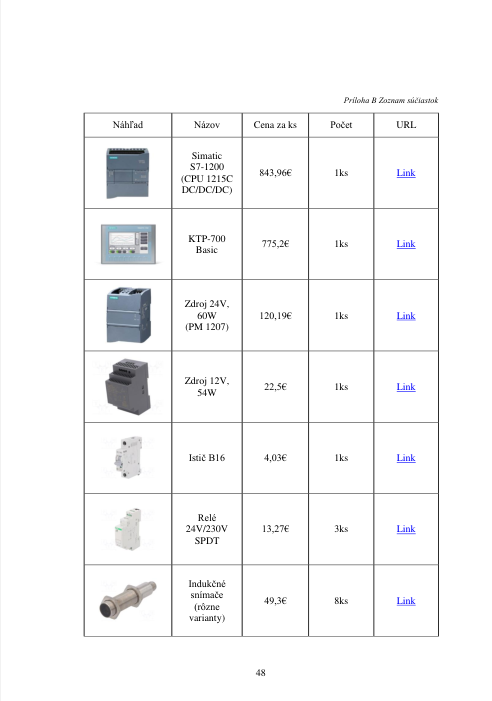 Príloha B Zoznam súčiastok
Náhľad Názov Cena za ks Počet URL
Simatic
S7-1200
(CPU 1215C
DC/DC/DC)
843,96€ 1ks Link
KTP-700
Basic
775,2€ 1ks Link
Zdroj 24V,
60W
(PM 1207)
120,19€ 1ks Link
Zdroj 12V,
54W
22,5€ 1ks Link
Istič B16 4,03€ 1ks Link
Relé
24V/230V
SPDT
13,27€ 3ks Link
Indukčné
snímače
(rôzne
varianty)
49,3€ 8ks Link
48